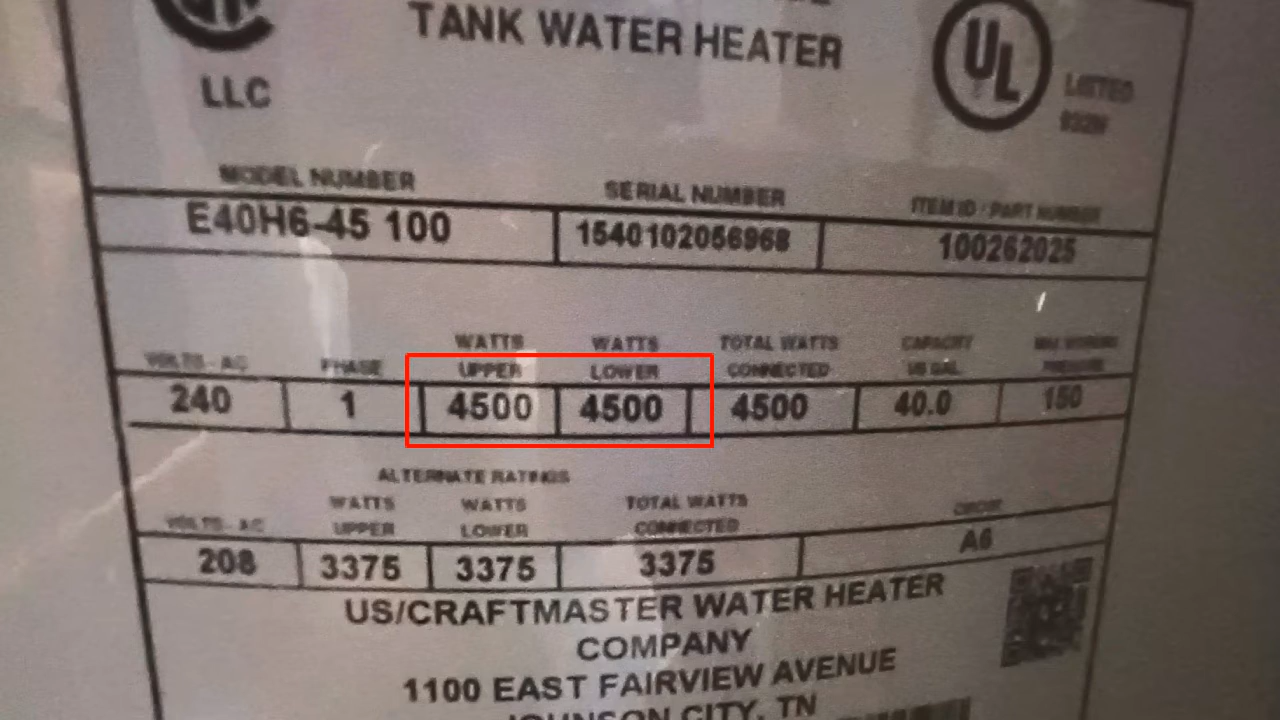 TANK WATER HEATER
UL
LLC
LISTED
MODEL NUMBER SERIAL NUMBER ITEM ID / PART NUMBER
E40H6-45 100 1540102056968 100262025
WATTS WATTS TOTAL WATTS CAPACITY MAX WORKING
VOLTS - AC PHASE UPPER LOWER CONNECTED US GAL. PRESSURE
240 1 4500 4500 4500 40.0 150
ALTERNATE RATINGS
WATTS WATTS TOTAL WATTS
VOLTS - AC UPPER LOWER CONNECTED CIRCUIT
208 3375 3375 3375 A6
US/CRAFTMASTER WATER HEATER
COMPANY
1100 EAST FAIRVIEW AVENUE
JOHNSON CITY, TN